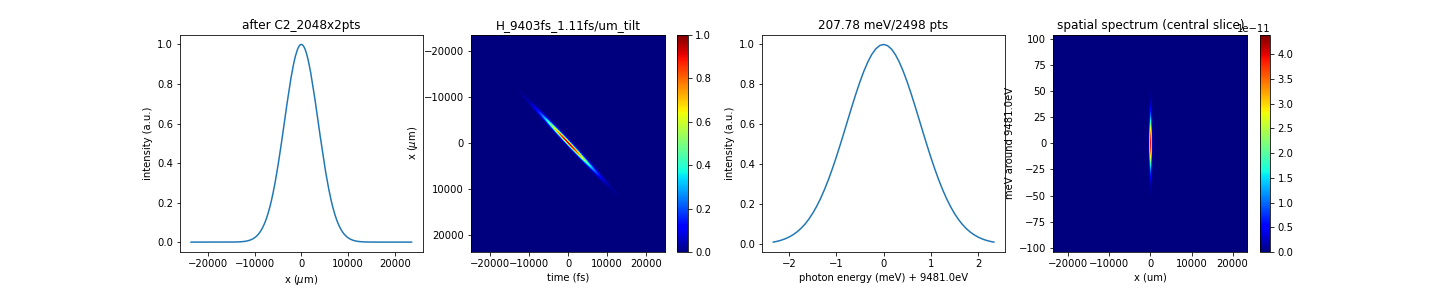 after C2_2048x2pts
intensity (a.u.)
1.0
0.8
0.6
0.4
0.2
0.0
−20000 −10000 0 10000 20000
x (μm)
H_9403fs_1.11fs/um_tilt
x (μm)
−20000
−10000
0
10000
20000
−20000 −10000 0 10000 20000
time (fs)
1.0
0.8
0.6
0.4
0.2
0.0
207.78 meV/2498 pts
intensity (a.u.)
1.0
0.8
0.6
0.4
0.2
0.0
−2 −1 0 1 2
photon energy (meV) + 9481.0eV
spatial spectrum (central slice)
meV around 9481.0eV
100
75
50
25
0
−25
−50
−75
−100
−20000 −10000 0 10000 20000
x (um)
1e−11
4.0
3.5
3.0
2.5
2.0
1.5
1.0
0.5
0.0